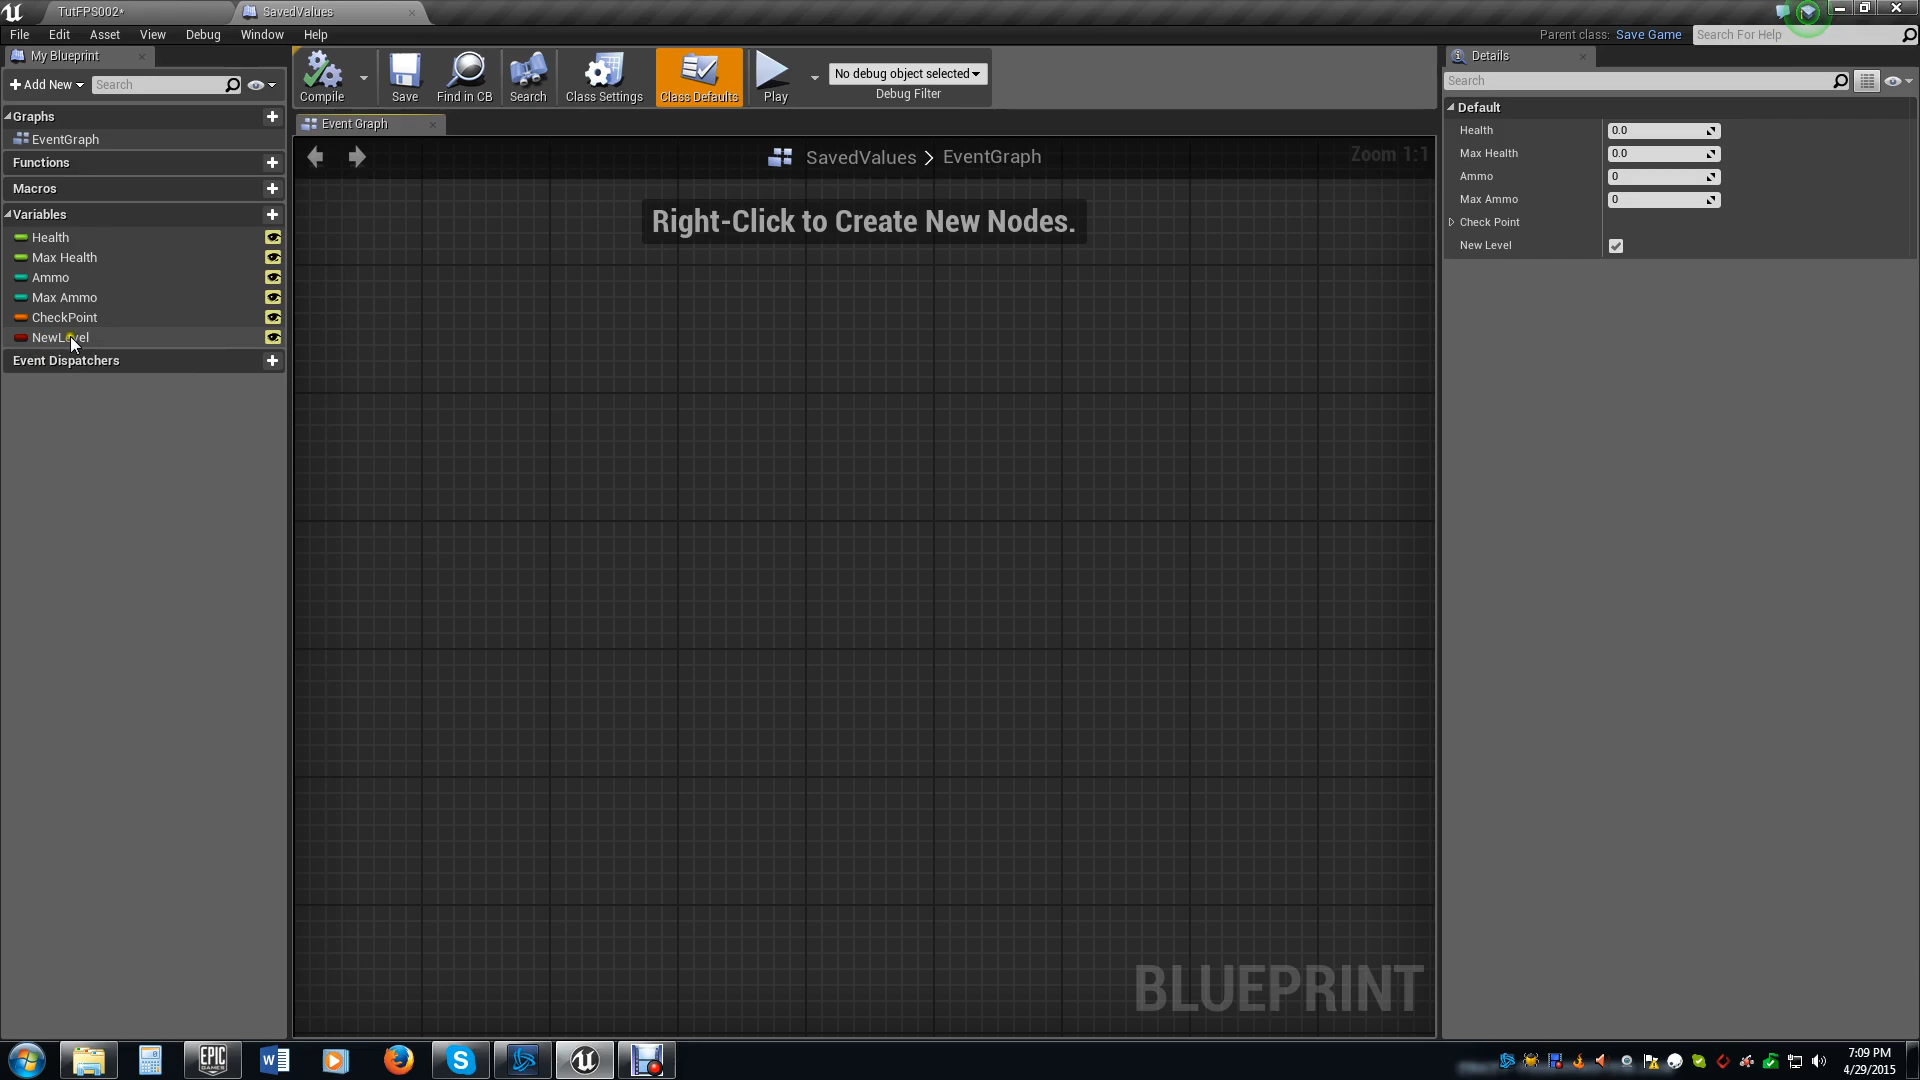 TutFPS002*
SavedValues
File Edit Asset View Debug Window Help
Parent class: Save Game
Search For Help
My Blueprint
Add New
Search
Graphs
EventGraph
Functions
Macros
Variables
Health
Max Health
Ammo
Max Ammo
CheckPoint
NewLevel
Event Dispatchers
Compile
Save
Find in CB
Search
Class Settings
Class Defaults
Play
No debug object selected
Debug Filter
Event Graph
SavedValues > EventGraph
Zoom 1:1
Right-Click to Create New Nodes.
BLUEPRINT
Details
Search
Default
Health 0.0
Max Health 0.0
Ammo 0
Max Ammo 0
Check Point
New Level
EPIC
GAMES
7:09 PM
4/29/2015